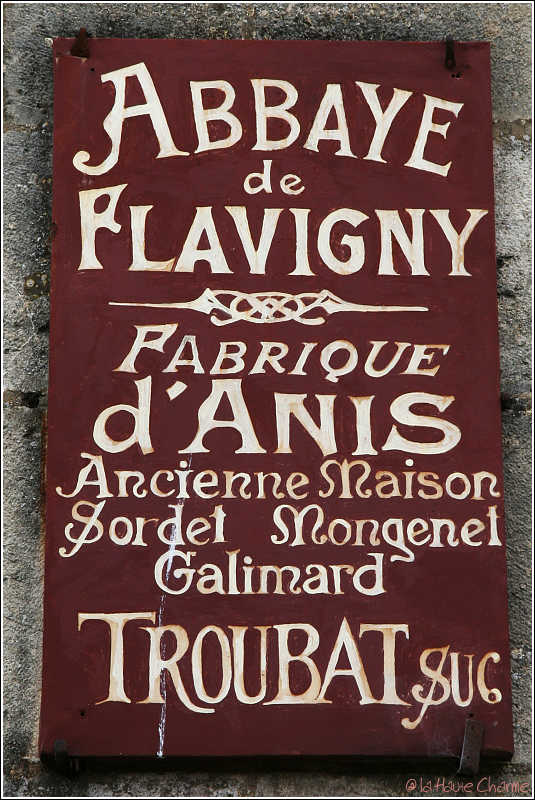 ABBAYE
de
FLAVIGNY
FABRIQUE
d'ANIS
Ancienne Maison
Sordet Mongenet
Galimard
TROUBAT SUC
@ la Haute Charme